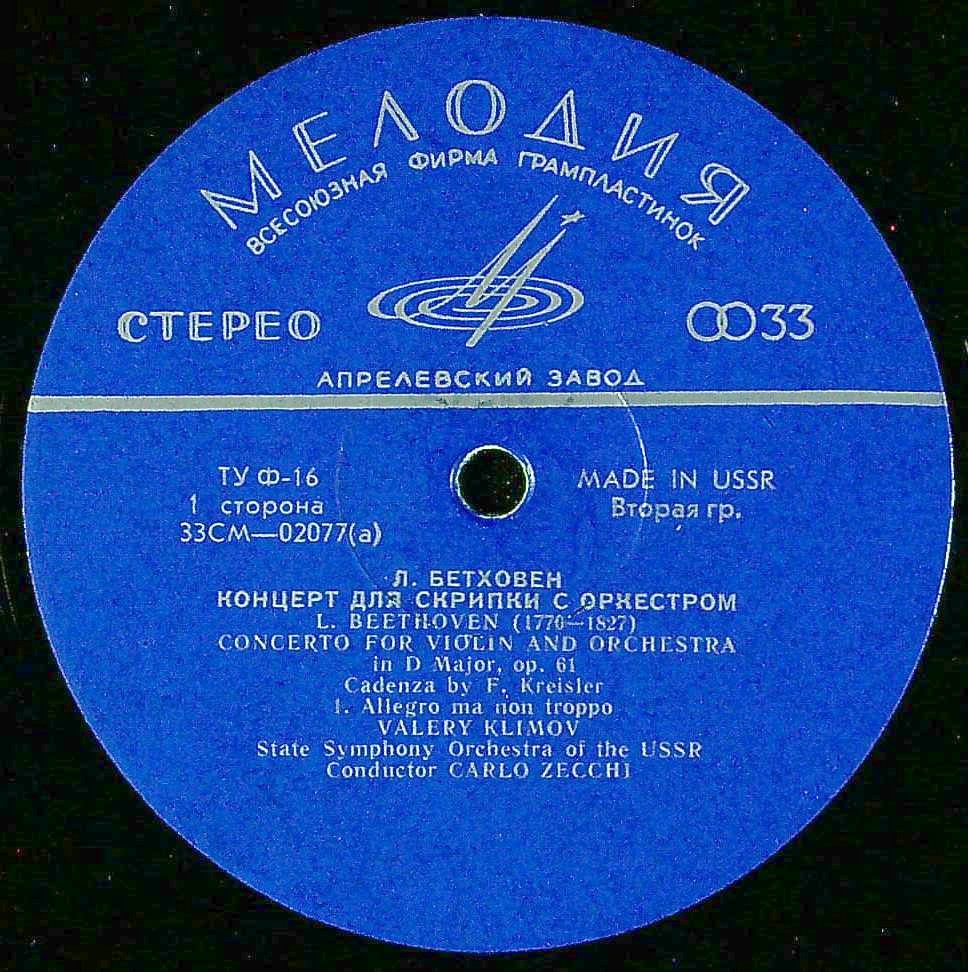 МЕЛОДИЯ
ВСЕСОЮЗНАЯ ФИРМА ГРАМПЛАСТИНОК
СТЕРЕО
33
АПРЕЛЕВСКИЙ ЗАВОД
ТУ Ф-16
1 сторона
33СМ—02077(а)
MADE IN USSR
Вторая гр.
Л. БЕТХОВЕН
КОНЦЕРТ ДЛЯ СКРИПКИ С ОРКЕСТРОМ
L. BEETHOVEN (1770—1827)
CONCERTO FOR VIOLIN AND ORCHESTRA
in D Major, op. 61
Cadenza by F. Kreisler
1. Allegro ma non troppo
VALERY KLIMOV
State Symphony Orchestra of the USSR
Conductor CARLO ZECCHI